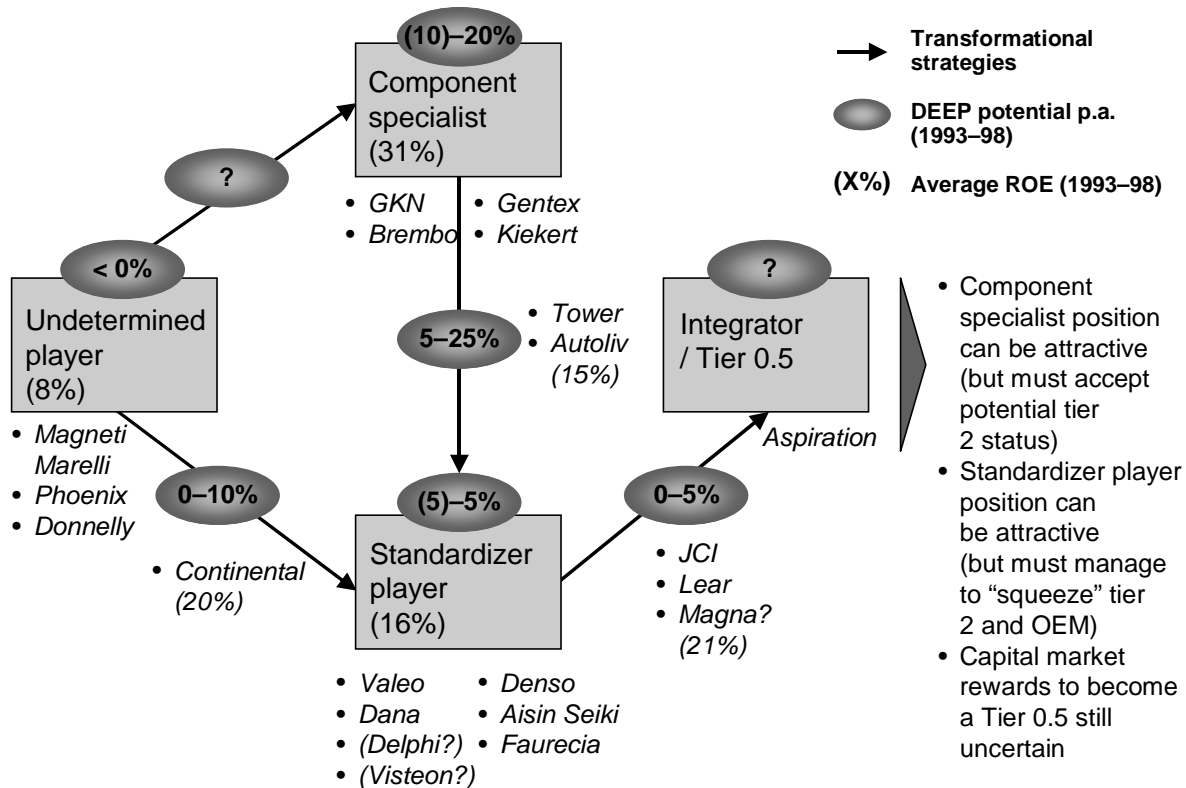 (10)–20%
Component
specialist
(31%)
Transformational
strategies
DEEP potential p.a.
(1993–98)
(X%) Average ROE (1993–98)
?
• GKN
• Brembo
• Gentex
• Kiekert
< 0%
Undetermined
player
(8%)
• Magneti
Marelli
• Phoenix
• Donnelly
5–25%
• Tower
• Autoliv
(15%)
?
Integrator
/ Tier 0.5
Aspiration
0–10%
• Continental
(20%)
(5)–5%
Standardizer
player
(16%)
0–5%
• JCI
• Lear
• Magna?
(21%)
• Valeo
• Dana
• (Delphi?)
• (Visteon?)
• Denso
• Aisin Seiki
• Faurecia
• Component
specialist position
can be attractive
(but must accept
potential tier
2 status)
• Standardizer player
position can
be attractive
(but must manage
to “squeeze” tier
2 and OEM)
• Capital market
rewards to become
a Tier 0.5 still
uncertain